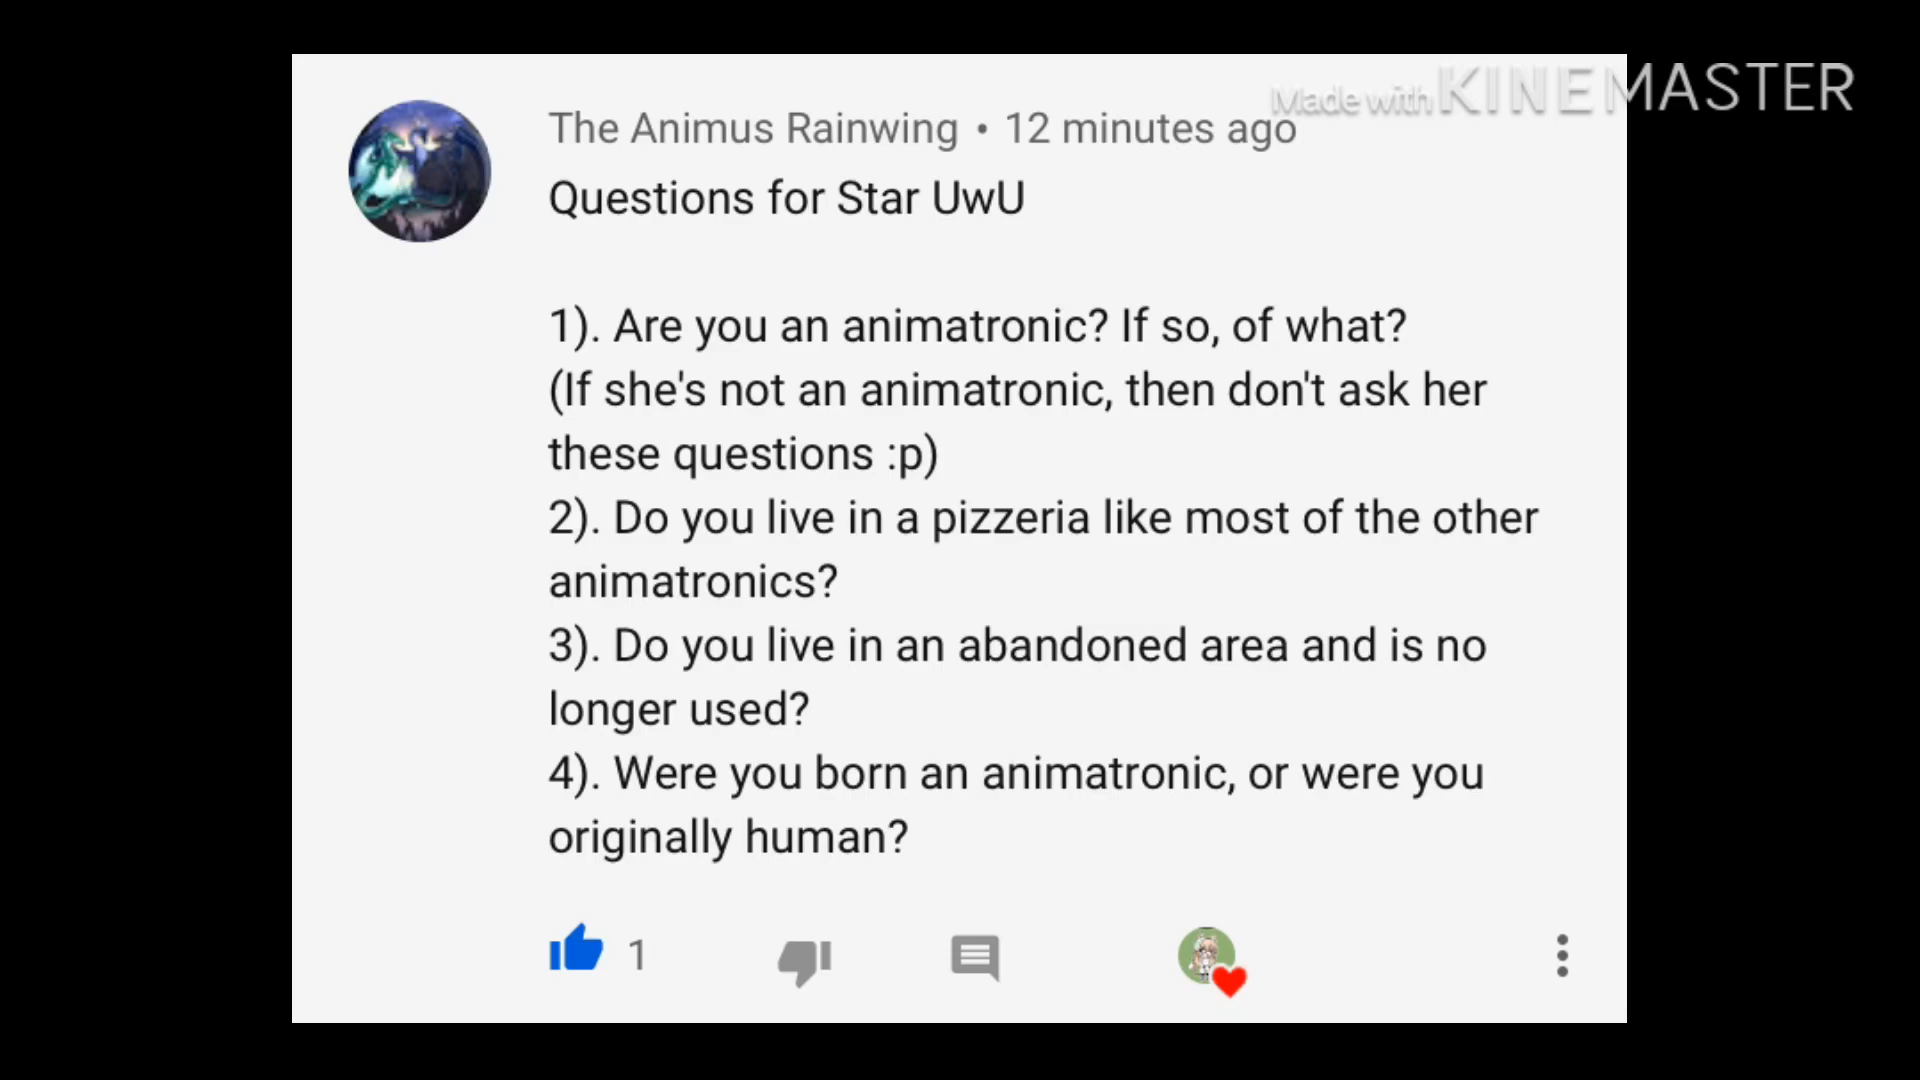 Made with KINEMASTER
The Animus Rainwing • 12 minutes ago
Questions for Star UwU
1). Are you an animatronic? If so, of what?
(If she's not an animatronic, then don't ask her
these questions :p)
2). Do you live in a pizzeria like most of the other
animatronics?
3). Do you live in an abandoned area and is no
longer used?
4). Were you born an animatronic, or were you
originally human?
1